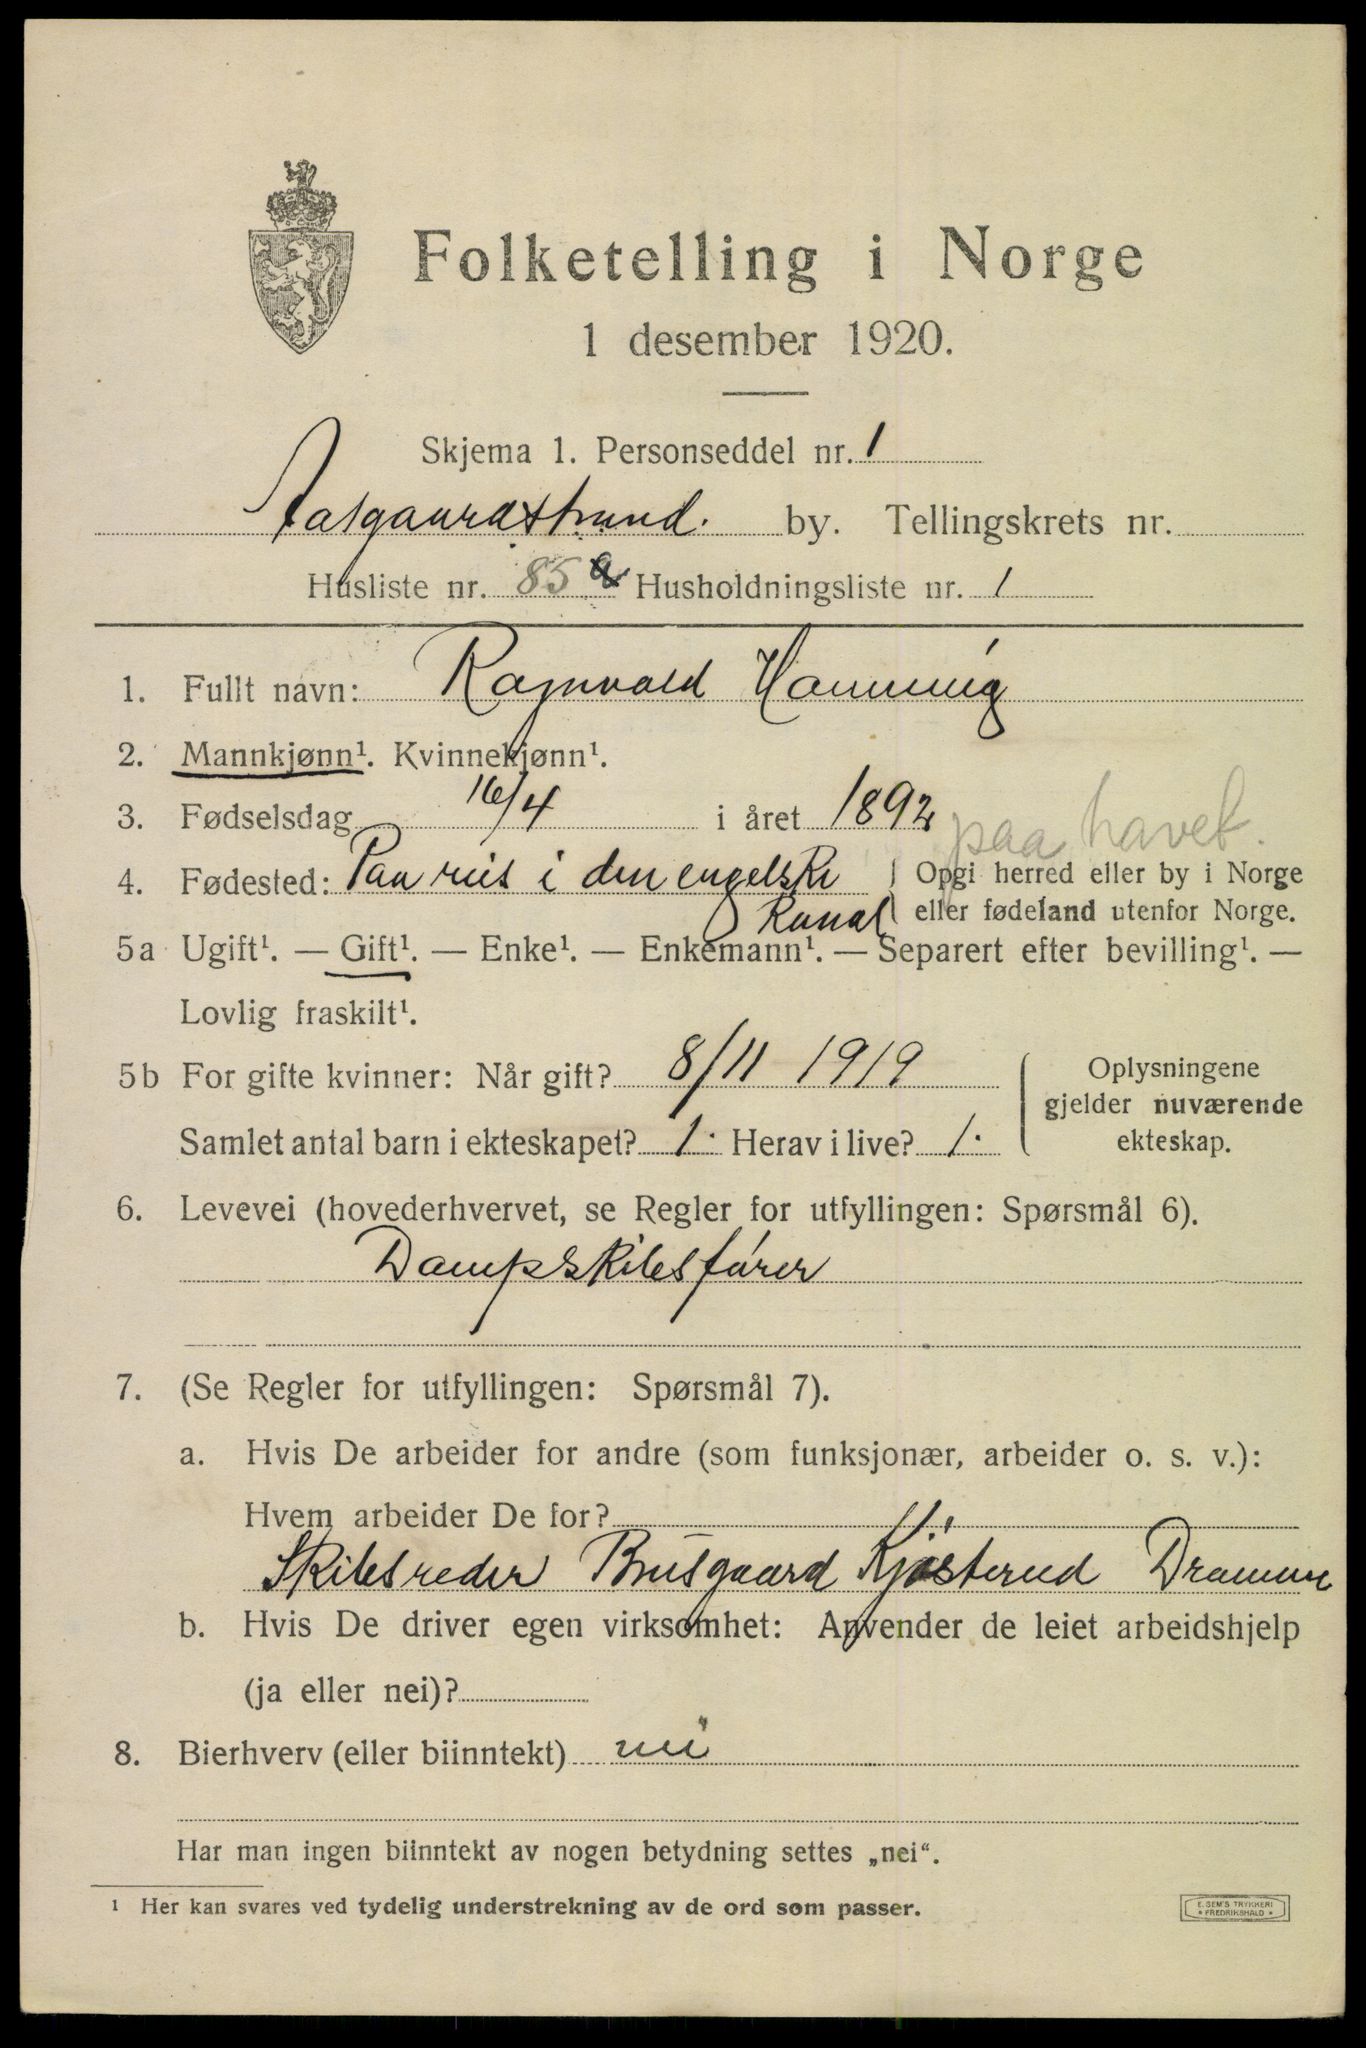 Folketelling i Norge
1 desember 1920.
Skjema 1. Personseddel nr. 1
Aasgaardstrand. by. Tellingskrets nr.
Husliste nr. 85 a Husholdningsliste nr. 1
1. Fullt navn: Ragnvald Hamming
2. Mannkjønn¹. Kvinnekjønn¹.
3. Fødselsdag 16/4 i året 1892
paa havet.
4. Fødested: Paa reis i den engelske Kanal
Opgi herred eller by i Norge
eller fødeland utenfor Norge.
5a Ugift¹. — Gift¹. — Enke¹. — Enkemann¹. — Separert efter bevilling¹. —
Lovlig fraskilt¹.
5b For gifte kvinner: Når gift? 8/11 1919
Samlet antal barn i ekteskapet? 1. Herav i live? 1.
Oplysningene
gjelder nuværende
ekteskap.
6. Levevei (hovederhvervet, se Regler for utfyllingen: Spørsmål 6).
Dampskibsfører
7. (Se Regler for utfyllingen: Spørsmål 7).
a. Hvis De arbeider for andre (som funksjonær, arbeider o. s. v.):
Hvem arbeider De for?
Skibsreder Brusgaard Kjøsterud Drammen
b. Hvis De driver egen virksomhet: Anvender de leiet arbeidshjelp
(ja eller nei)?
8. Bierhverv (eller biinntekt) nei
Har man ingen biinntekt av nogen betydning settes „nei“.
¹ Her kan svares ved tydelig understrekning av de ord som passer.
E. SEM'S TRYKKERI
* FREDRIKSHALD *